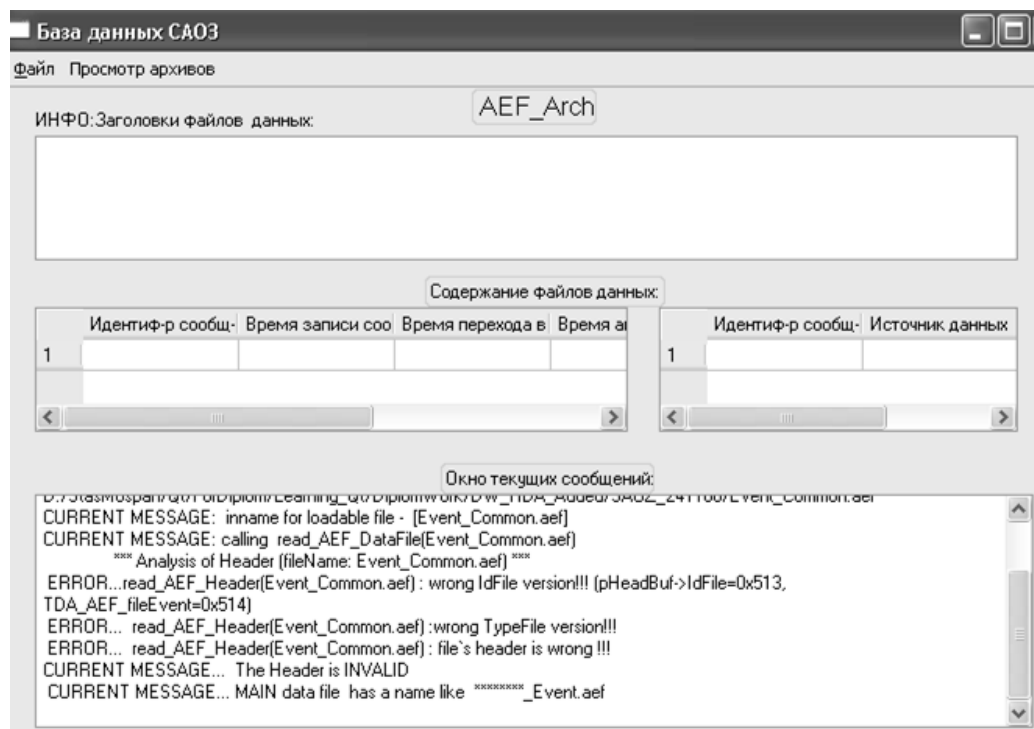 База данных САОЗ
Файл Просмотр архивов
AEF_Arch
ИНФО:Заголовки файлов данных:
Содержание файлов данных:
Идентиф-р сообщ- Время записи соо Время перехода в Время
1
Идентиф-р сообщ- Источник данных
1
Окно текущих сообщений:
CURRENT MESSAGE: inname for loadable file - [Event_Common.aef]
CURRENT MESSAGE: calling read_AEF_DataFile(Event_Common.aef)
*** Analysis of Header (fileName: Event_Common.aef) ***
ERROR...read_AEF_Header(Event_Common.aef) : wrong IdFile version!!! (pHeadBuf->IdFile=0x513,
TDA_AEF_fileEvent=0x514)
ERROR... read_AEF_Header(Event_Common.aef) :wrong TypeFile version!!!
ERROR... read_AEF_Header(Event_Common.aef) : file`s header is wrong !!!
CURRENT MESSAGE... The Header is INVALID
CURRENT MESSAGE... MAIN data file has a name like ********_Event.aef